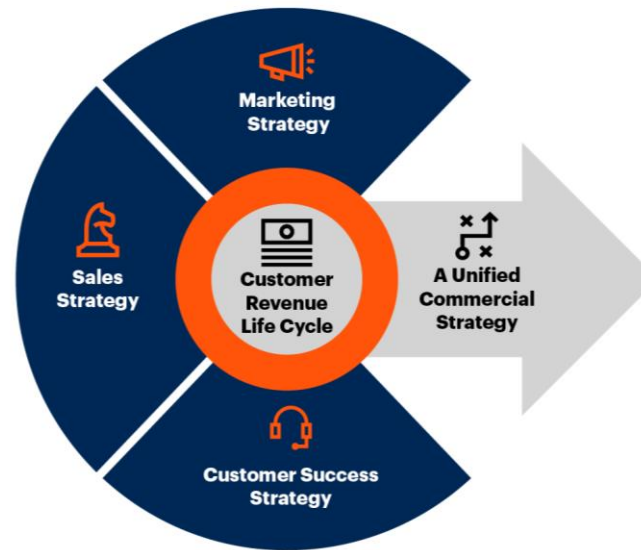 Marketing
Strategy
Sales
Strategy
Customer
Revenue
Life Cycle
A Unified
Commercial
Strategy
Customer Success
Strategy